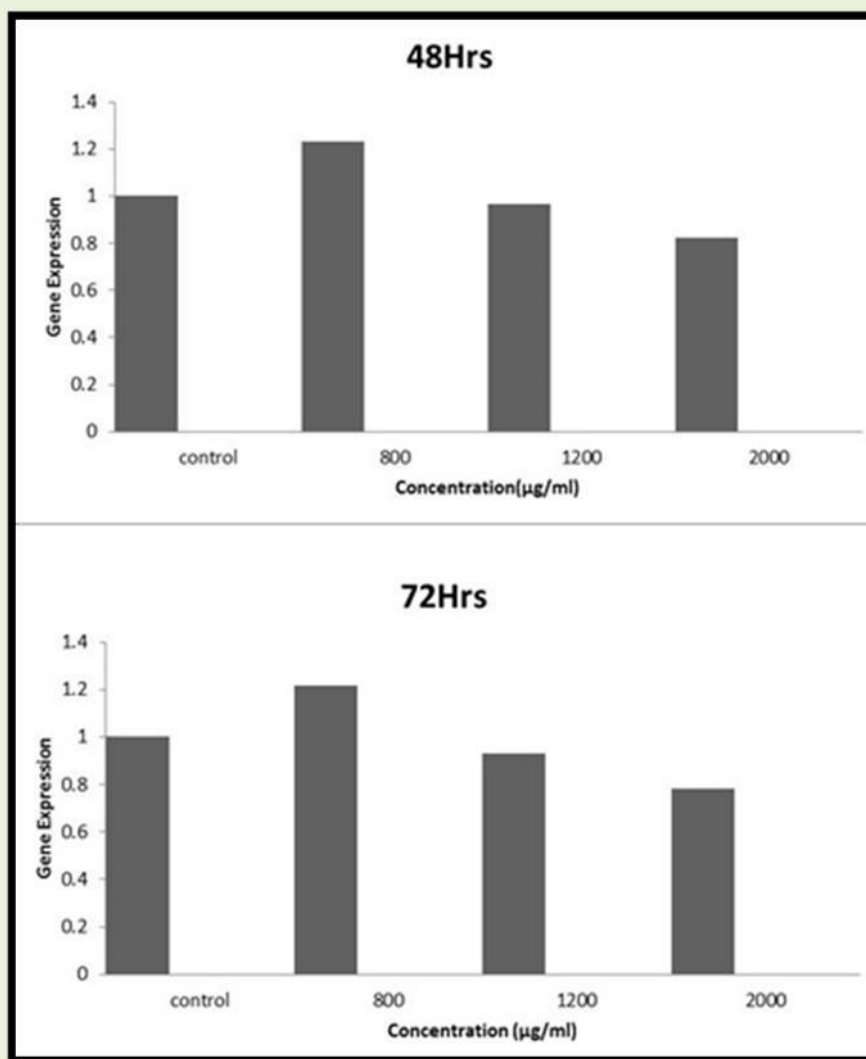 48Hrs
1.4
1.2
1
0.8
0.6
0.4
0.2
0
Gene Expression
control 800 1200 2000
Concentration(µg/ml)
72Hrs
1.4
1.2
1
0.8
0.6
0.4
0.2
0
Gene Expression
control 800 1200 2000
Concentration (µg/ml)